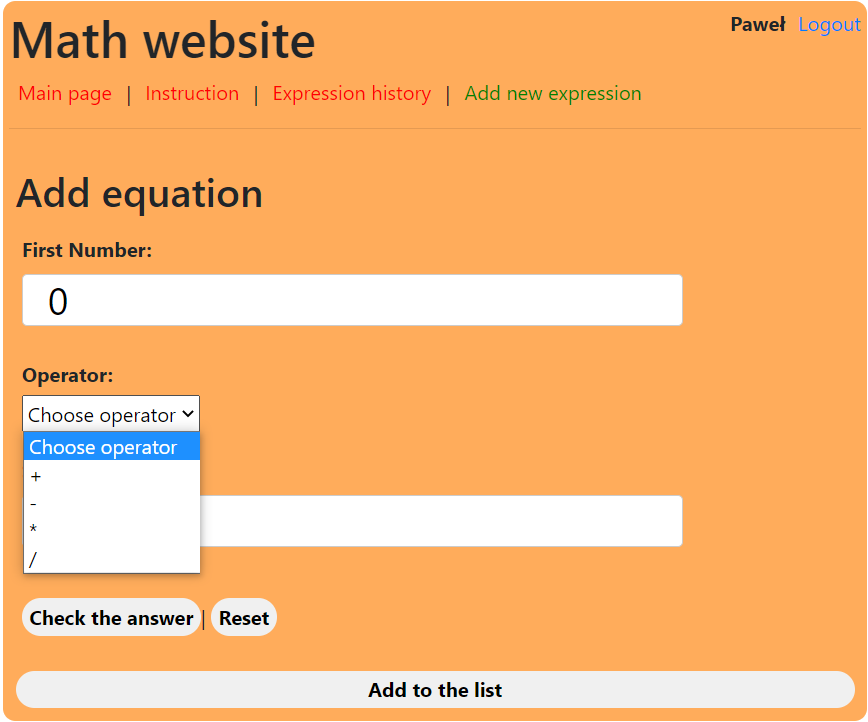 Math website
Paweł Logout
Main page | Instruction | Expression history | Add new expression
Add equation
First Number:
0
Operator:
Choose operator
Choose operator
+
-
*
/
Check the answer | Reset
Add to the list